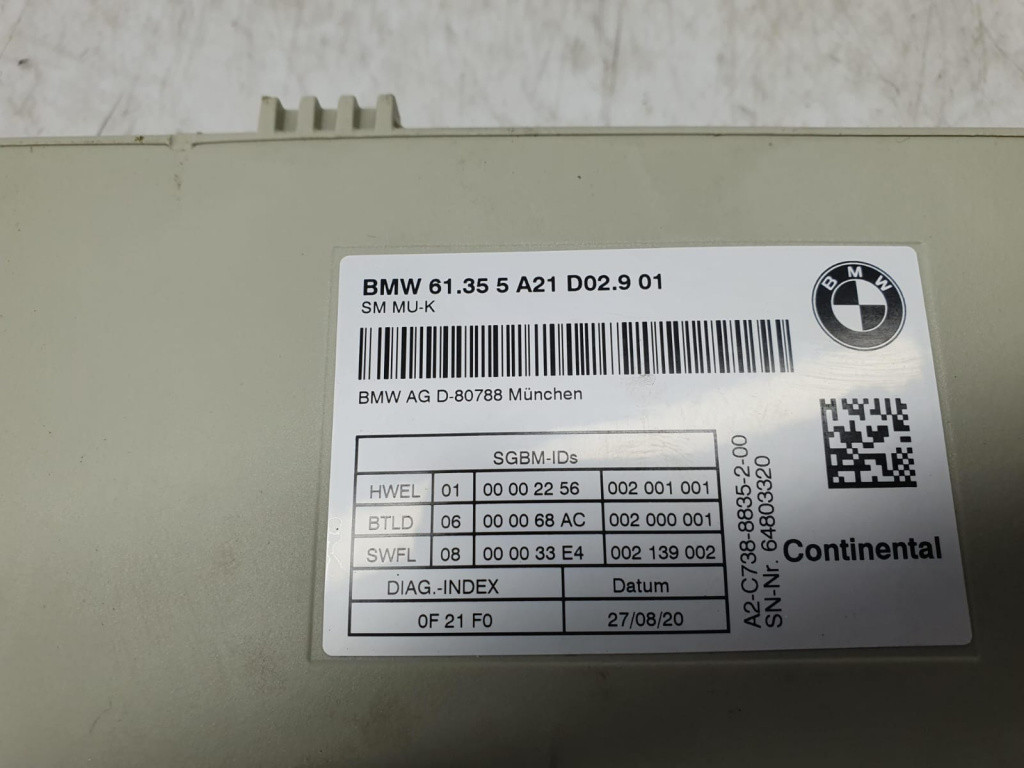 BMW 61.35 5 A21 D02.9 01
SM MU-K
BMW
BMW AG D-80788 München
SGBM-IDs
HWEL 01 00 00 22 56 002 001 001
BTLD 06 00 00 68 AC 002 000 001
SWFL 08 00 00 33 E4 002 139 002
DIAG.-INDEX Datum
0F 21 F0 27/08/20
A2-C738-8835-2-00
SN-Nr. 64803320
Continental